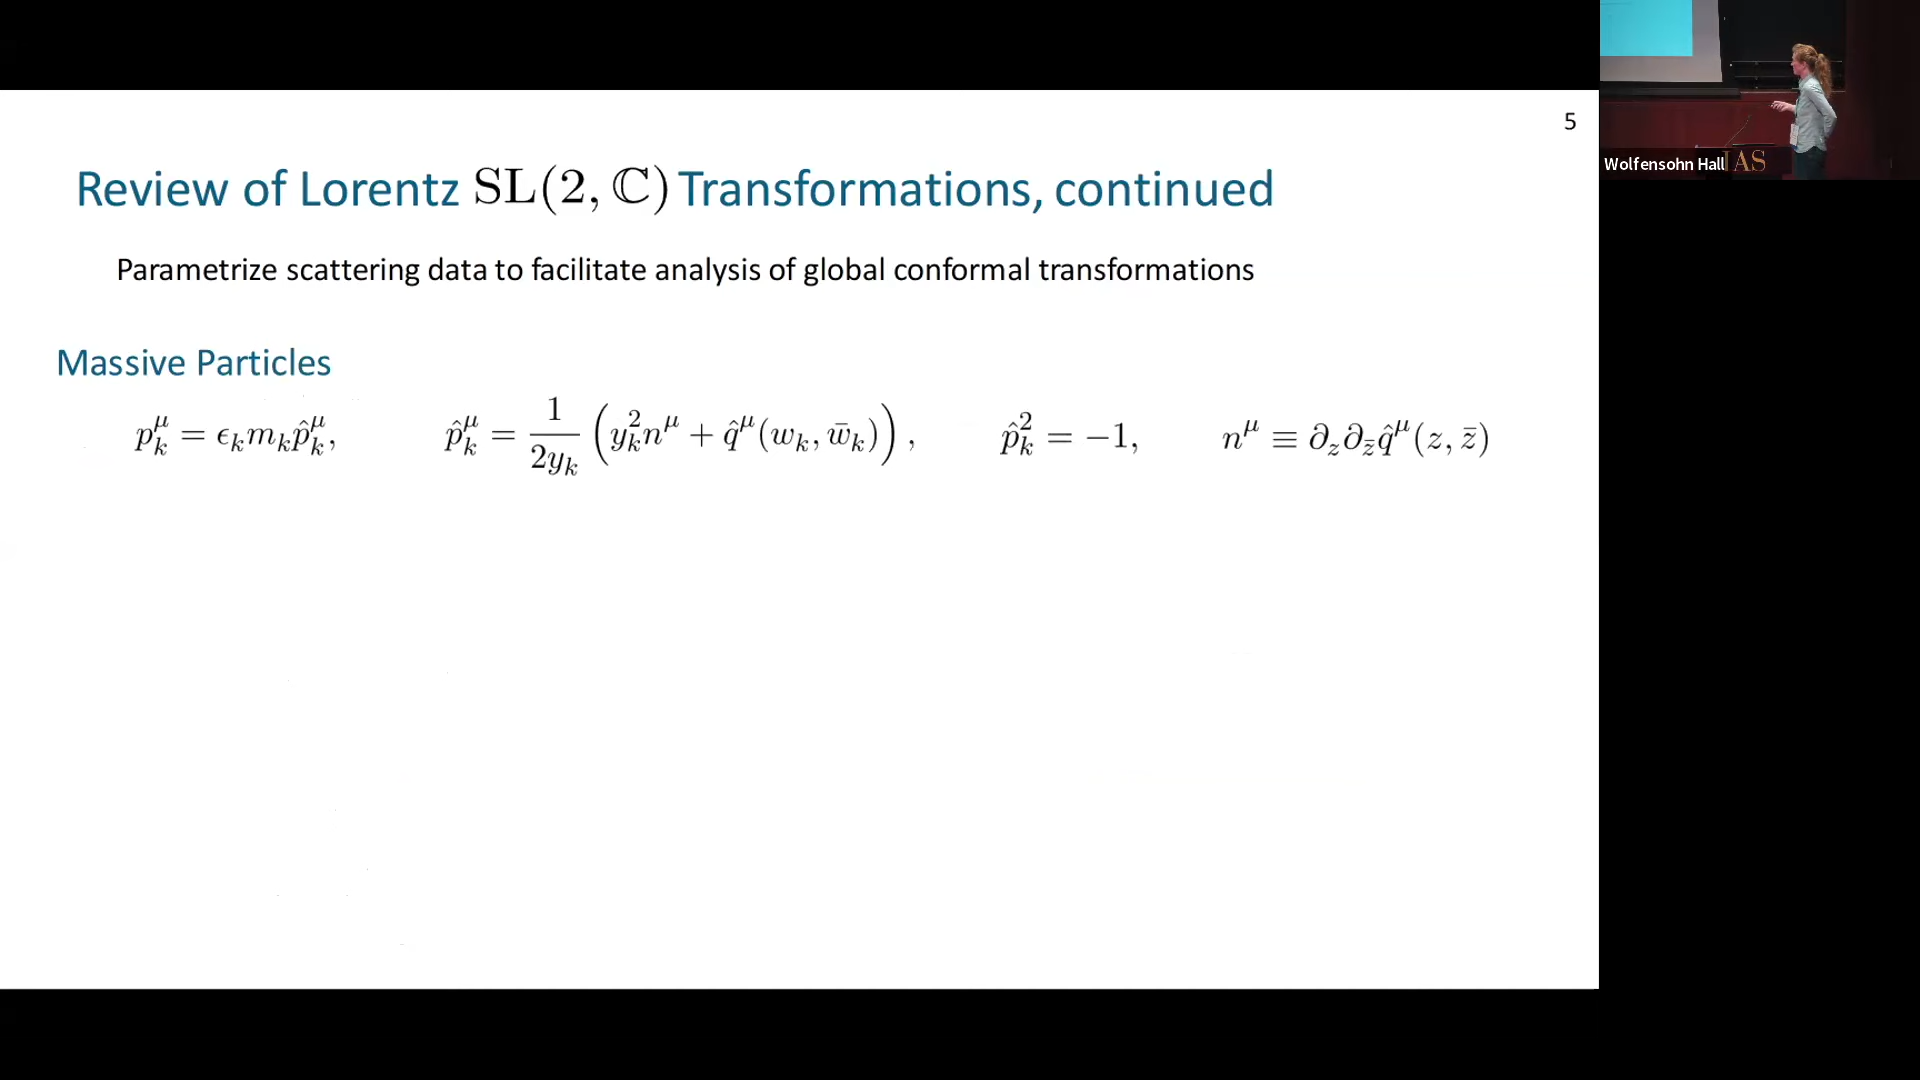 5
Review of Lorentz SL(2, ℂ) Transformations, continued
Parametrize scattering data to facilitate analysis of global conformal transformations
Massive Particles
p_k^μ = ϵ_k m_k p̂_k^μ,   p̂_k^μ = \frac{1}{2y_k} (y_k^2 n^μ + q̂^μ(w_k, w̄_k)),   p̂_k^2 = −1,   n^μ ≡ ∂_z ∂_z̄ q̂^μ(z, z̄)
Wolfensohn Hall
IAS